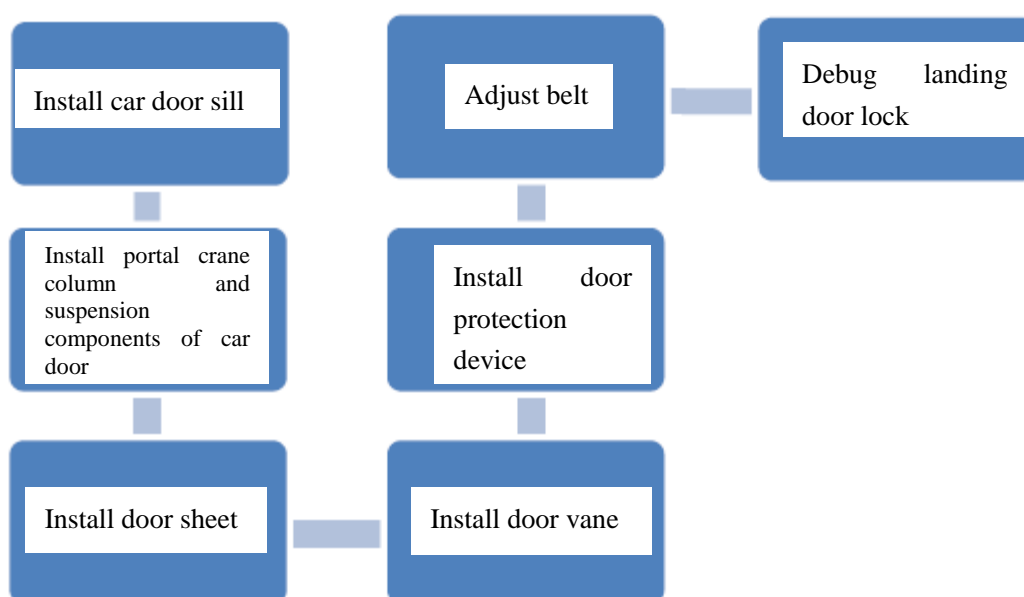 Install car door sill
Install portal crane
column and
suspension
components of car
door
Install door sheet
Install door vane
Install door
protection
device
Adjust belt
Debug landing
door lock